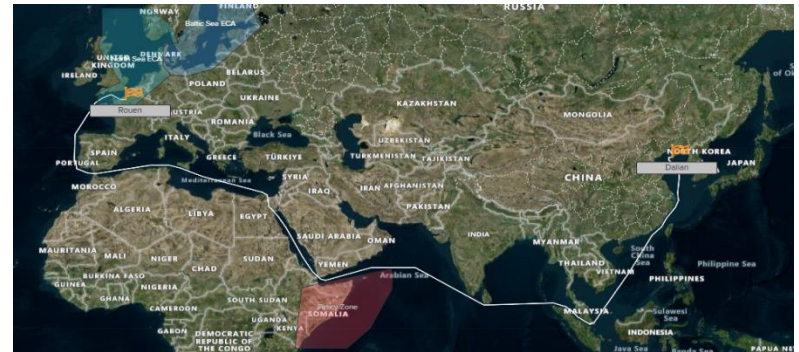 NORWAY
FINLAND
RUSSIA
Baltic Sea ECA
UNITED
KINGDOM
North Sea ECA
DENMARK
IRELAND
BELARUS
POLAND
Rouen
UKRAINE
AUSTRIA
KAZAKHSTAN
MONGOLIA
ROMANIA
ITALY
Black Sea
UZBEKISTAN
NORTH KOREA
SPAIN
PORTUGAL
GREECE
TÜRKIYE
TURKMENISTAN
TAJIKISTAN
JAPAN
Dalian
CHINA
Mediterranean Sea
SYRIA
MOROCCO
IRAQ
IRAN
AFGHANISTAN
ALGERIA
LIBYA
EGYPT
PAKISTAN
SAUDI ARABIA
OMAN
INDIA
MYANMAR
MAURITANIA
MALI
NIGER
CHAD
SUDAN
YEMEN
Arabian Sea
THAILAND
VIETNAM
South
China
Sea
Philippine Sea
PHILIPPINES
BURKINA FASO
GUINEA
NIGERIA
GHANA
SOUTH SUDAN
CAMEROON
SOMALIA
UGANDA
KENYA
GABON
DEMOCRATIC
REPUBLIC OF
THE CONGO
MALAYSIA
Sulawesi
Sea
INDONESIA
Java Sea
Banda Sea
PAPUA NE